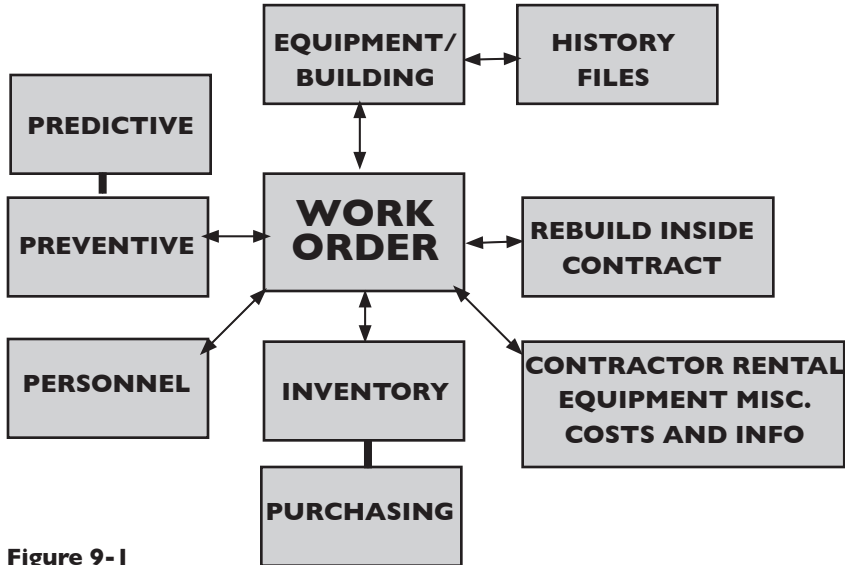 EQUIPMENT/
BUILDING
HISTORY
FILES
PREDICTIVE
WORK
ORDER
PREVENTIVE
REBUILD INSIDE
CONTRACT
PERSONNEL
INVENTORY
CONTRACTOR RENTAL
EQUIPMENT MISC.
COSTS AND INFO
PURCHASING
Figure 9-1